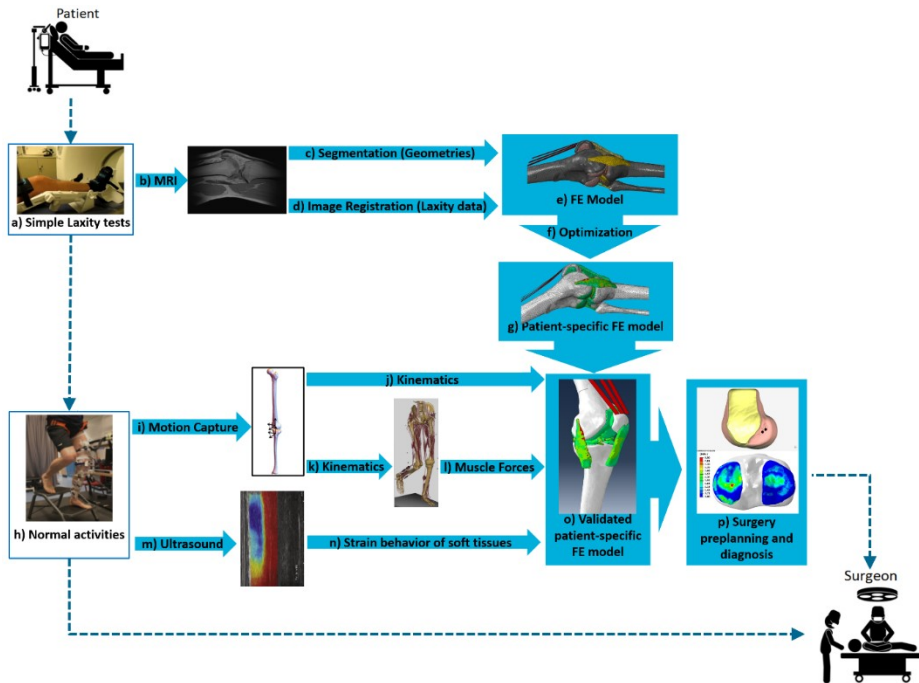 Patient
b) MRI
c) Segmentation (Geometries)
d) Image Registration (Laxity data)
a) Simple Laxity tests
e) FE Model
f) Optimization
g) Patient-specific FE model
j) Kinematics
i) Motion Capture
k) Kinematics
l) Muscle Forces
h) Normal activities
m) Ultrasound
n) Strain behavior of soft tissues
o) Validated
patient-specific
FE model
p) Surgery
preplanning and
diagnosis
Surgeon